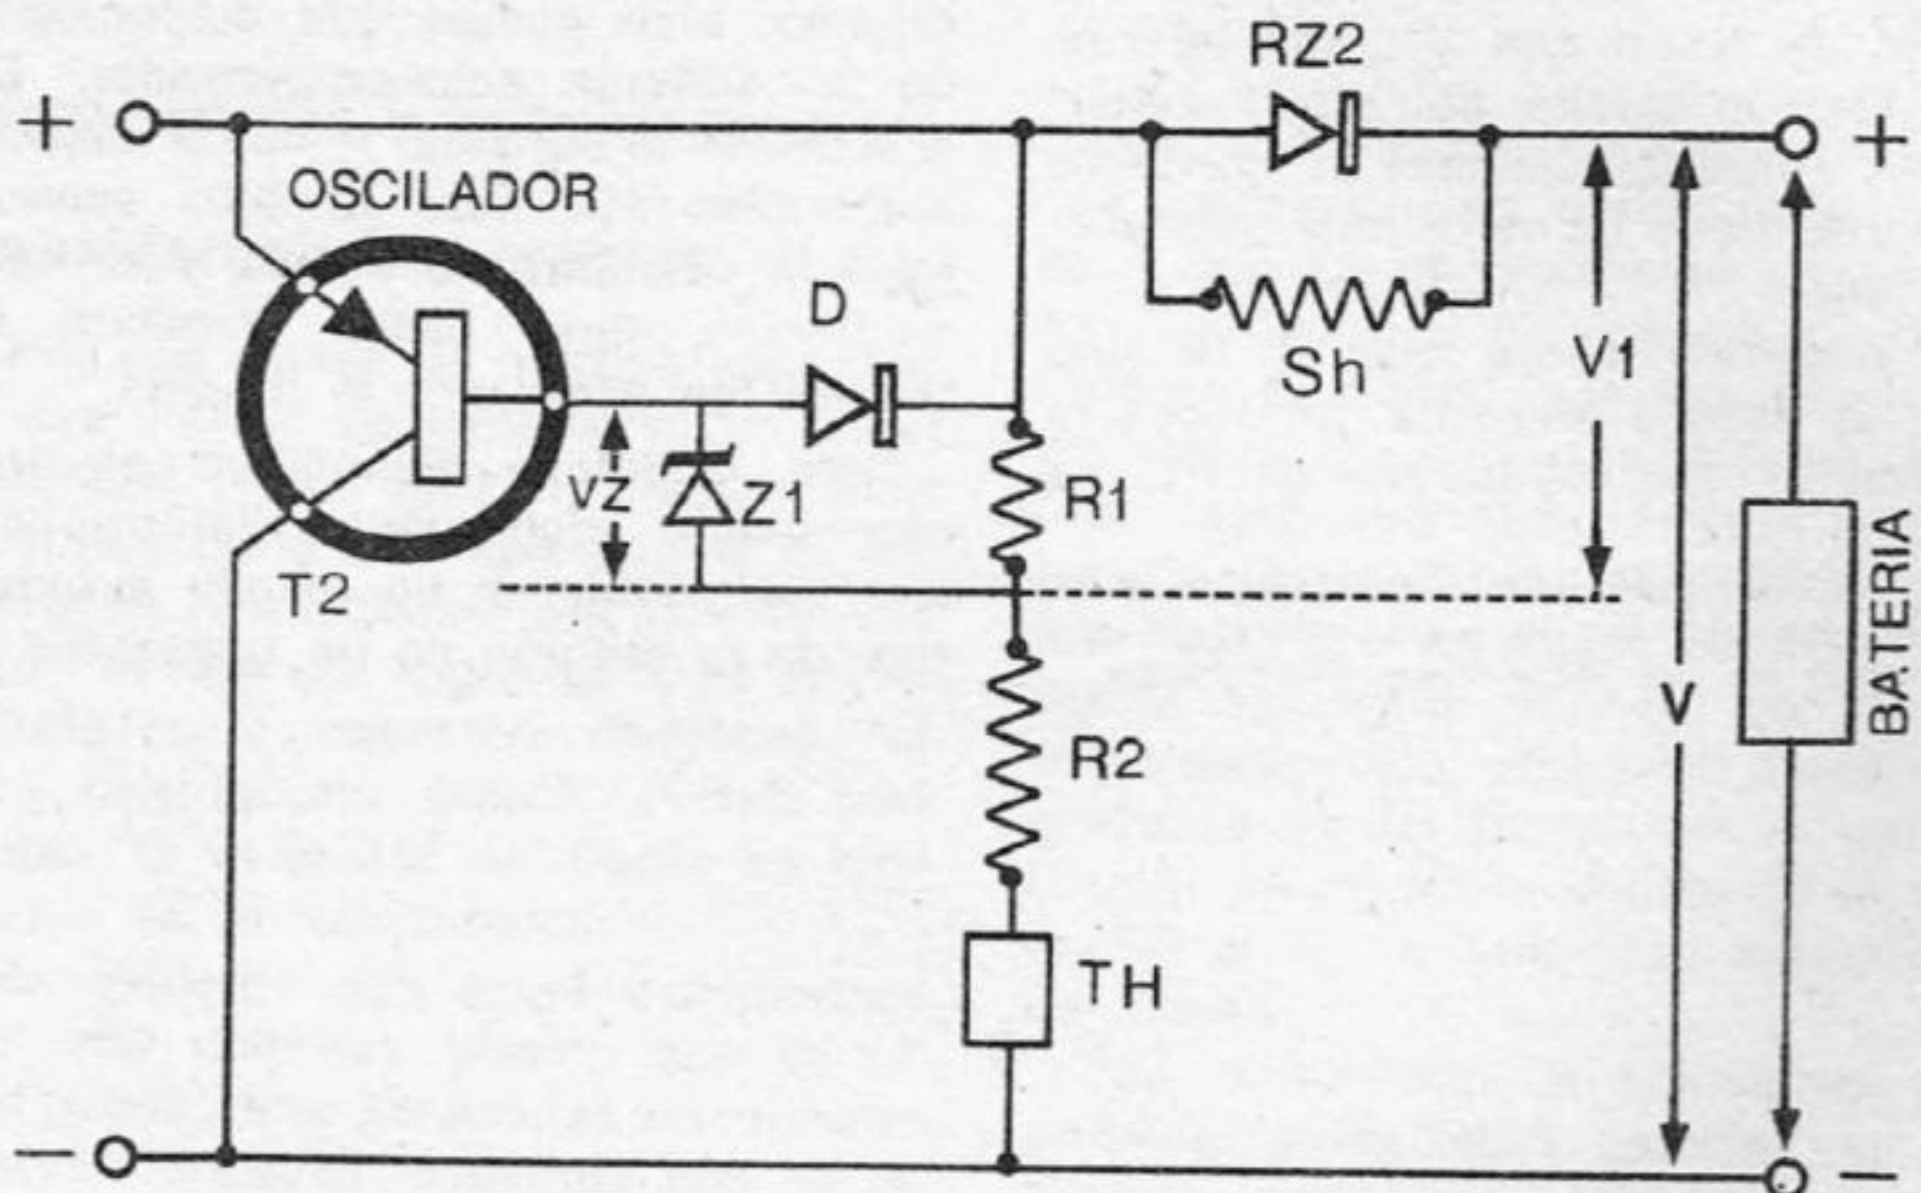 RZ2
+
+
OSCILADOR
D
Sh
V1
VZ
Z1
R1
T2
BATERIA
V
R2
TH
−
−